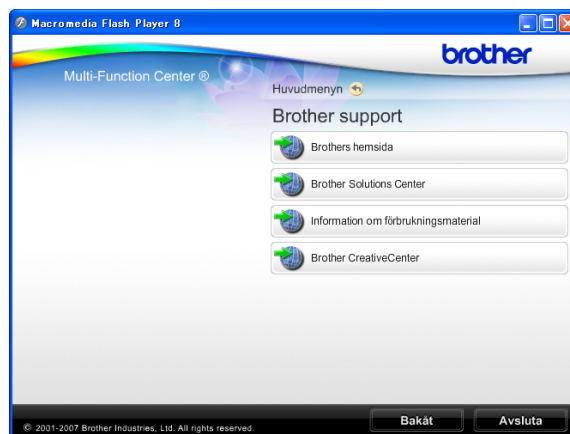 Macromedia Flash Player 8
brother
Multi-Function Center ®
Huvudmenyn
Brother support
Brothers hemsida
Brother Solutions Center
Information om förbrukningsmaterial
Brother CreativeCenter
© 2001-2007 Brother Industries, Ltd. All rights reserved.
Bakåt
Avsluta